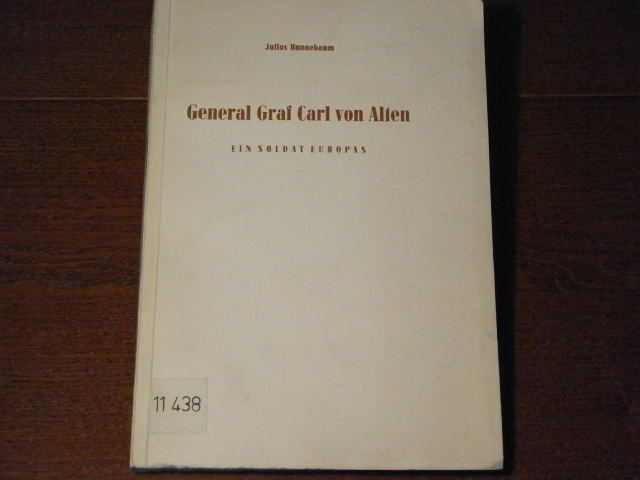 Julius Runnebaum
General Graf Carl von Alten
EIN SOLDAT EUROPAS
11 438